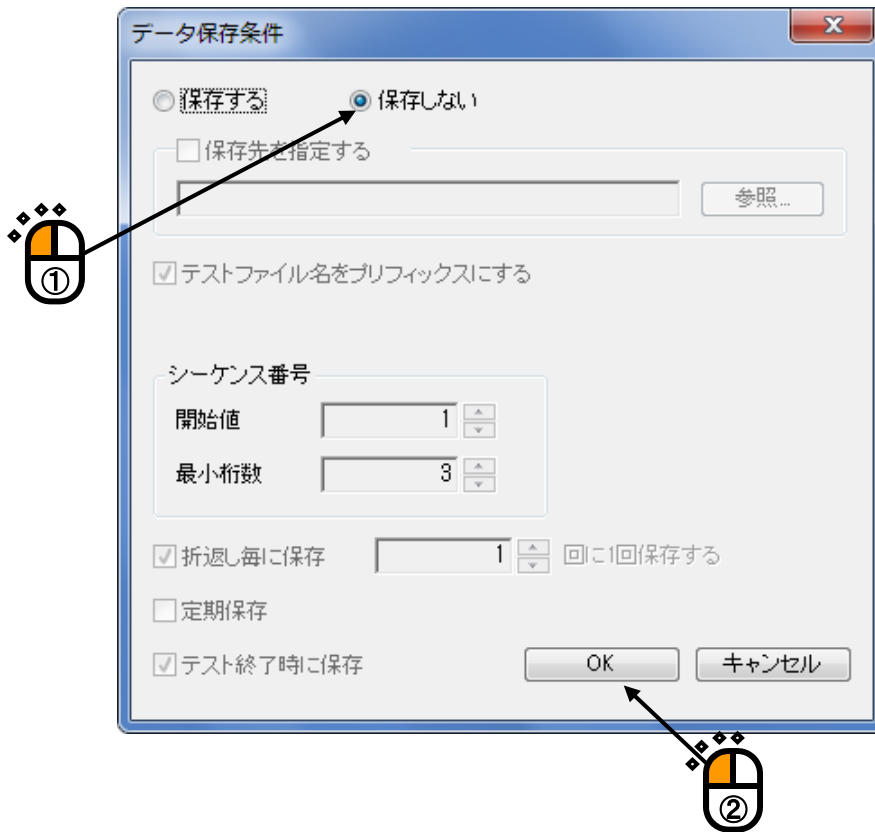 データ保存条件
保存する 保存しない
保存先を指定する
参照...
①
テストファイル名をプリフィックスにする
シーケンス番号
開始値 1
最小桁数 3
折返し毎に保存 1 回に1回保存する
定期保存
テスト終了時に保存 OK キャンセル
②